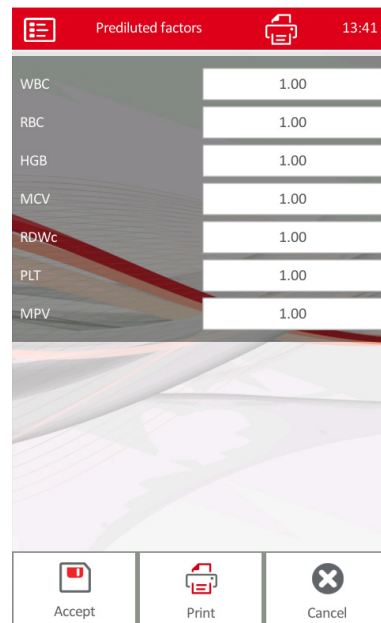 Prediluted factors 13:41
WBC 1.00
RBC 1.00
HGB 1.00
MCV 1.00
RDWc 1.00
PLT 1.00
MPV 1.00
Accept Print Cancel